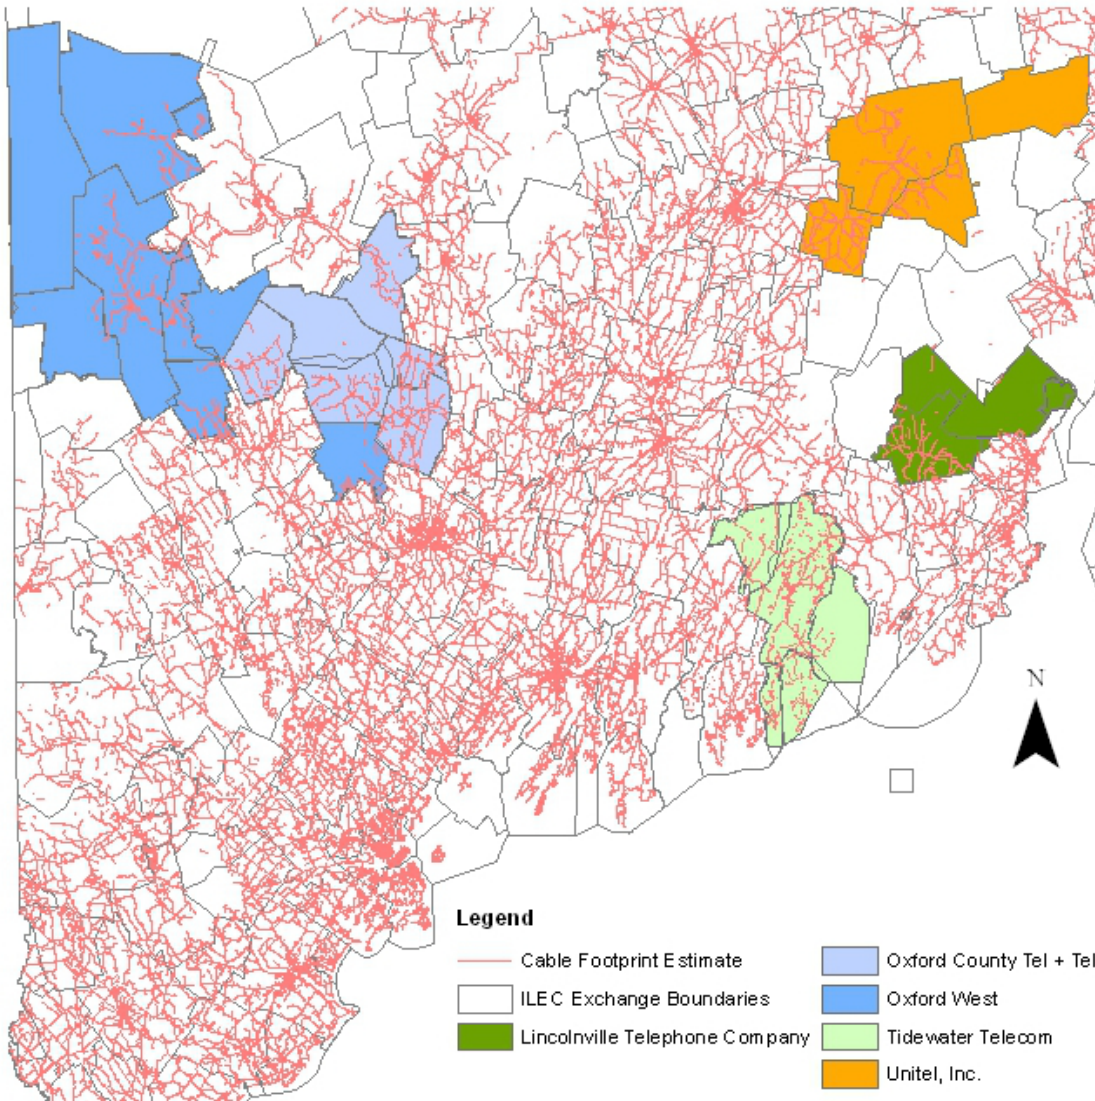 N
Legend
Cable Footprint Estimate
ILEC Exchange Boundaries
Lincolnville Telephone Company
Oxford County Tel + Tel
Oxford West
Tidewater Telecom
Unitel, Inc.